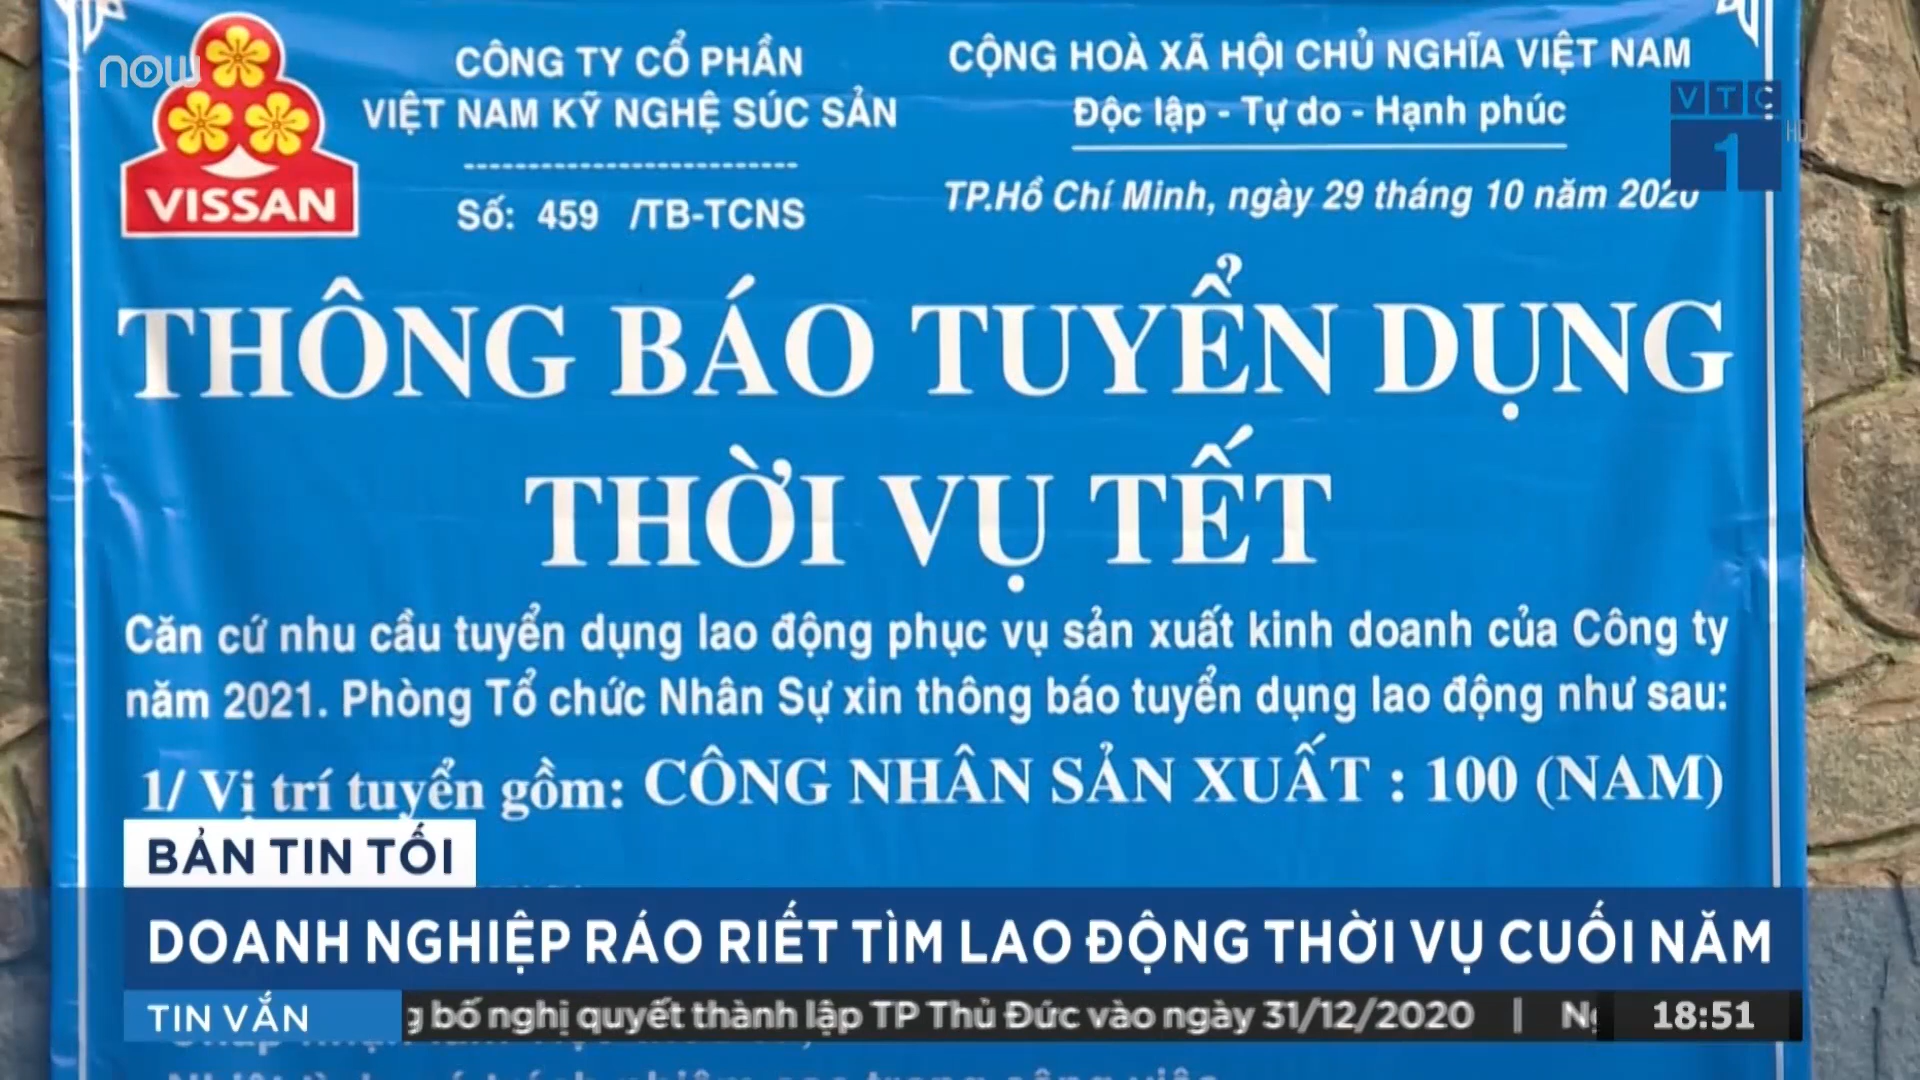 now
VISSAN
CÔNG TY CỔ PHẦN
VIỆT NAM KỸ NGHỆ SÚC SẢN
Số: 459 /TB-TCNS
CỘNG HOÀ XÃ HỘI CHỦ NGHĨA VIỆT NAM
Độc lập - Tự do - Hạnh phúc
TP.Hồ Chí Minh, ngày 29 tháng 10 năm 2020
VTC
1
HD
THÔNG BÁO TUYỂN DỤNG
THỜI VỤ TẾT
Căn cứ nhu cầu tuyển dụng lao động phục vụ sản xuất kinh doanh của Công ty
năm 2021. Phòng Tổ chức Nhân Sự xin thông báo tuyển dụng lao động như sau:
1/ Vị trí tuyển gồm: CÔNG NHÂN SẢN XUẤT : 100 (NAM)
BẢN TIN TỐI
DOANH NGHIỆP RÁO RIẾT TÌM LAO ĐỘNG THỜI VỤ CUỐI NĂM
TIN VẮN
bố nghị quyết thành lập TP Thủ Đức vào ngày 31/12/2020 |
18:51